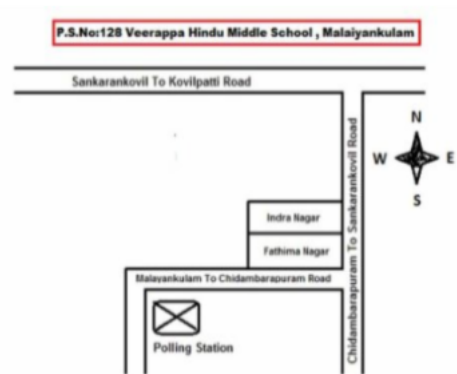 P.S.No:128 Veerappa Hindu Middle School , Malaiyankulam
Sankarankovil To Kovilpatti Road
N
W
E
S
Chidambarapuram To Sankarankovil Road
Indra Nagar
Fathima Nagar
Malayankulam To Chidambarapuram Road
Polling Station